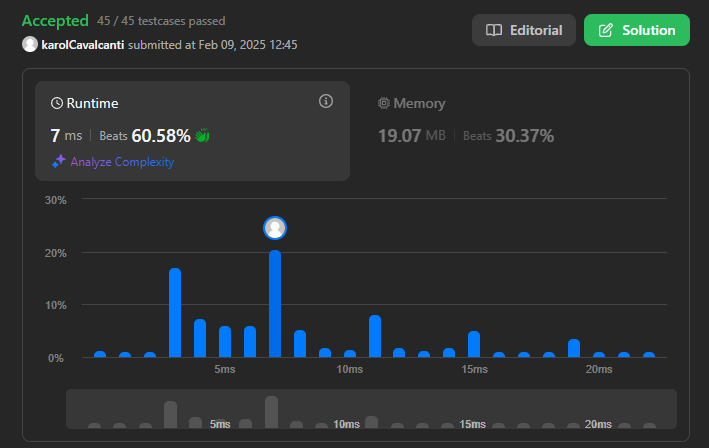 Accepted 45 / 45 testcases passed
karolCavalcanti submitted at Feb 09, 2025 12:45
Editorial
Solution
Runtime
7 ms Beats 60.58%
Analyze Complexity
Memory
19.07 MB Beats 30.37%
30%
20%
10%
0%
5ms 10ms 15ms 20ms
5ms 10ms 15ms 20ms